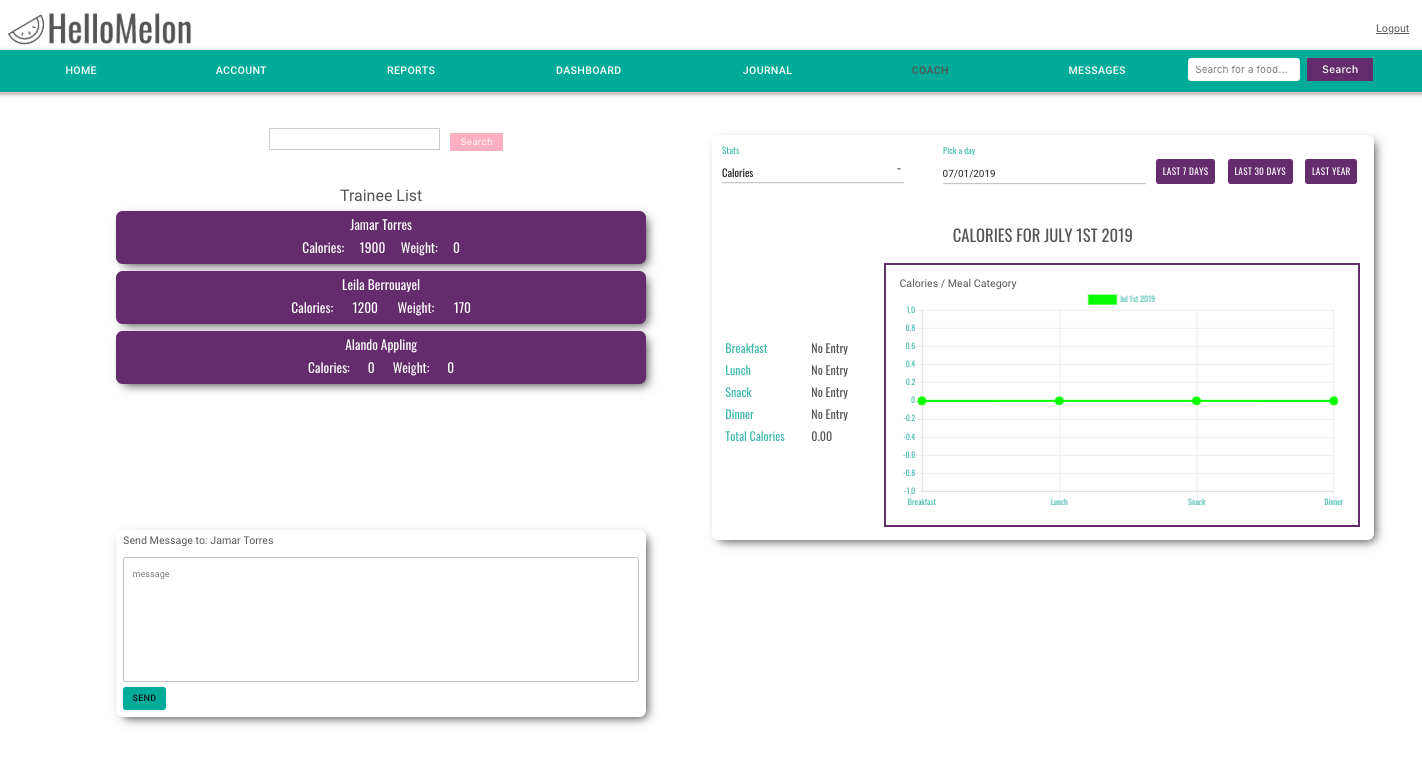 HelloMelon
Logout
HOME ACCOUNT REPORTS DASHBOARD JOURNAL COACH MESSAGES Search for a food... Search
Search
Trainee List
Jamar Torres
Calories: 1900 Weight: 0
Leila Berrouayel
Calories: 1200 Weight: 170
Alando Appling
Calories: 0 Weight: 0
Send Message to: Jamar Torres
message
SEND
Stats Pick a day
Calories 07/01/2019 LAST 7 DAYS LAST 30 DAYS LAST YEAR
CALORIES FOR JULY 1ST 2019
Breakfast No Entry
Lunch No Entry
Snack No Entry
Dinner No Entry
Total Calories 0.00
Calories / Meal Category
Jul 1st 2019
1.0
0.8
0.6
0.4
0.2
0
-0.2
-0.4
-0.6
-0.8
-1.0
Breakfast Lunch Snack Dinner